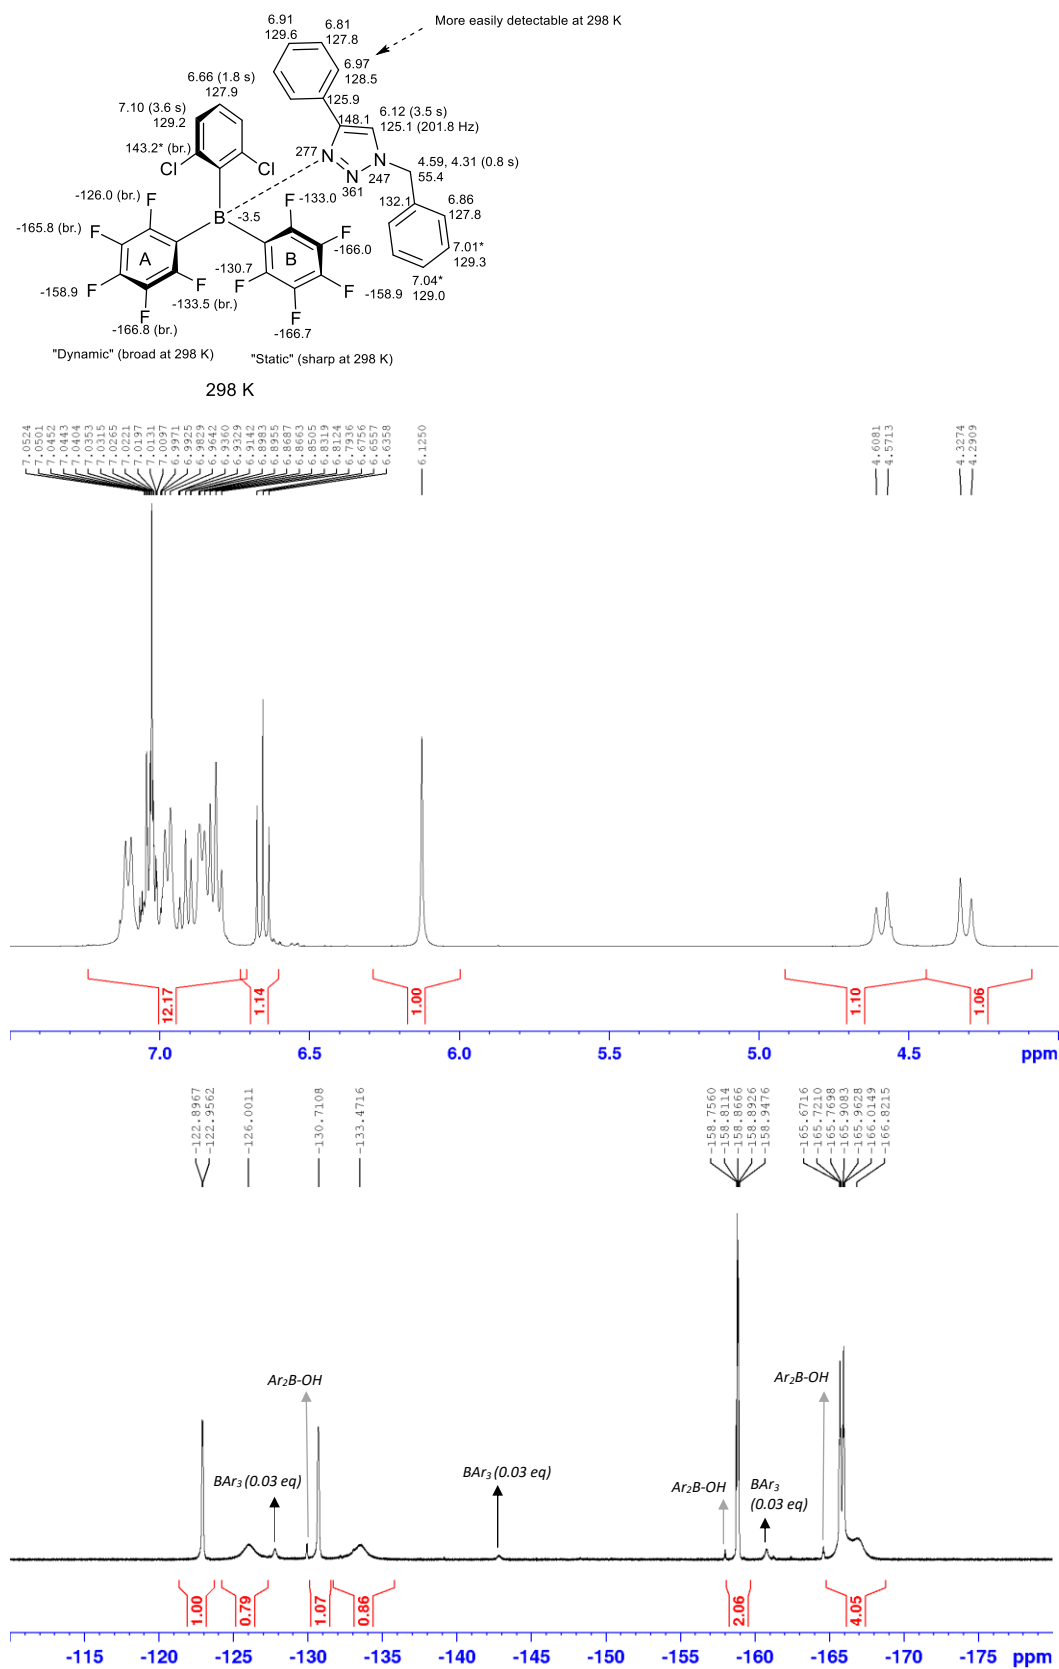 6.91
129.6
6.81
127.8
More easily detectable at 298 K
6.97
128.5
6.66 (1.8 s)
127.9
125.9
7.10 (3.6 s)
129.2
6.12 (3.5 s)
125.1 (201.8 Hz)
148.1
143.2* (br.)
277
N
Cl
Cl
N
N
361
247
4.59, 4.31 (0.8 s)
55.4
-126.0 (br.)
F
132.1
6.86
127.8
B
-3.5
F
-133.0
-165.8 (br.)
F
F
-166.0
7.01*
129.3
A
B
-130.7
7.04*
129.0
-158.9
F
F
F
F
-158.9
-133.5 (br.)
F
F
-166.8 (br.)
-166.7
"Dynamic" (broad at 298 K)
"Static" (sharp at 298 K)
298 K
7.0524
7.0501
7.0452
7.0443
7.0404
7.0353
7.0315
7.0265
7.0221
7.0197
7.0131
7.0097
6.9971
6.9925
6.9829
6.9642
6.9360
6.9329
6.9142
6.8983
6.8955
6.8687
6.8663
6.8505
6.8319
6.8124
6.7936
6.6756
6.6557
6.6358
6.1250
4.6081
4.5713
4.3274
4.2909
12.17
1.14
1.00
1.10
1.06
7.0
6.5
6.0
5.5
5.0
4.5
ppm
-122.8967
-122.9562
-126.0011
-130.7108
-133.4716
-158.7560
-158.8114
-158.8666
-158.8926
-158.9476
-165.6716
-165.7210
-165.7698
-165.9083
-165.9628
-166.0149
-166.8215
Ar₂B-OH
Ar₂B-OH
BAr₃ (0.03 eq)
BAr₃ (0.03 eq)
Ar₂B-OH
BAr₃
(0.03 eq)
1.00
0.79
1.07
0.86
2.06
4.05
-115
-120
-125
-130
-135
-140
-145
-150
-155
-160
-165
-170
-175
ppm